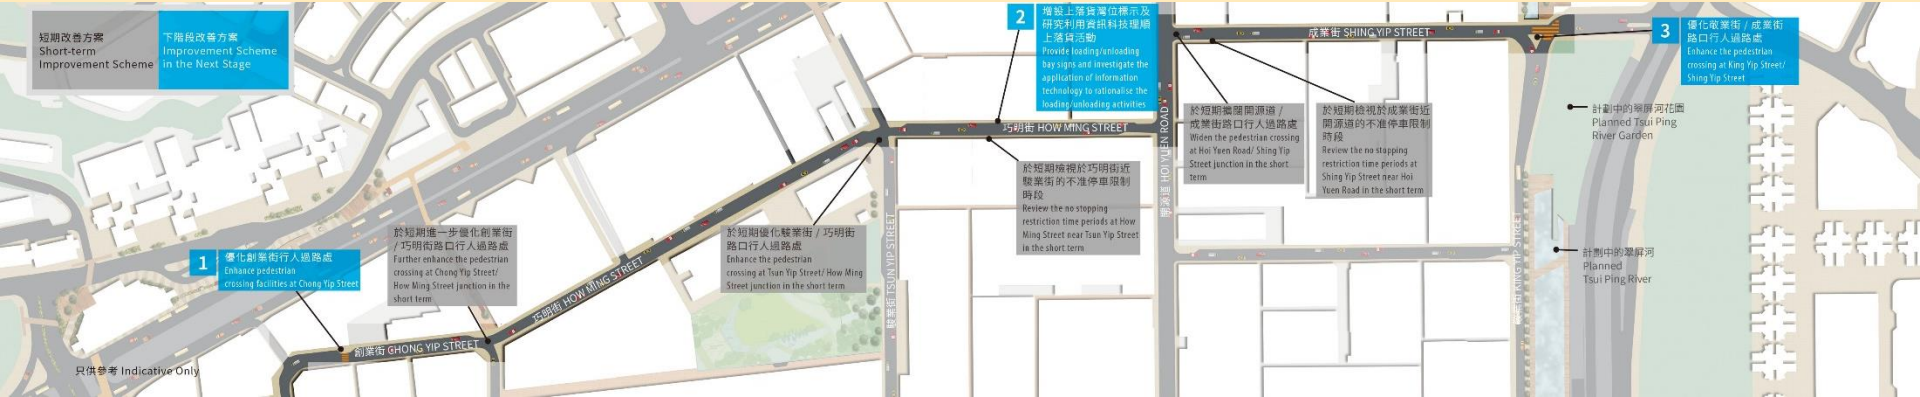 短期改善方案
Short-term
Improvement Scheme
下階段改善方案
Improvement Scheme
in the Next Stage
1
優化創業街行人過路處
Enhance pedestrian
crossing facilities at Chong Yip Street
於短期進一步優化創業街
/ 巧明街路口行人過路處
Further enhance the pedestrian
crossing at Chong Yip Street/
How Ming Street junction in the
short term
創業街 CHONG YIP STREET
只供參考 Indicative Only
巧明街 HOW MING STREET
於短期優化駿業街 / 巧明街
路口行人過路處
Enhance the pedestrian
crossing at Tsun Yip Street/ How Ming
Street junction in the short term
駿業街 TSUN YIP STREET
2
增設上落貨灣位標示及
研究利用資訊科技理順
上落貨活動
Provide loading/unloading
bay signs and investigate the
application of information
technology to rationalise the
loading/unloading activities
巧明街 HOW MING STREET
於短期檢視於巧明街近
駿業街的不准停車限制
時段
Review the no stopping
restriction time periods at How
Ming Street near Tsun Yip Street
in the short term
開源道 HOI YUEN ROAD
成業街 SHING YIP STREET
於短期擴闊開源道 /
成業街路口行人過路處
Widen the pedestrian crossing
at Hoi Yuen Road/ Shing Yip
Street junction in the short
term
於短期檢視於成業街近
開源道的不准停車限制
時段
Review the no stopping
restriction time periods at
Shing Yip Street near Hoi
Yuen Road in the short term
3
優化敬業街 / 成業街
路口行人過路處
Enhance the pedestrian
crossing at King Yip Street/
Shing Yip Street
敬業街 KING YIP STREET
計劃中的翠屏河花園
Planned Tsui Ping
River Garden
計劃中的翠屏河
Planned
Tsui Ping River